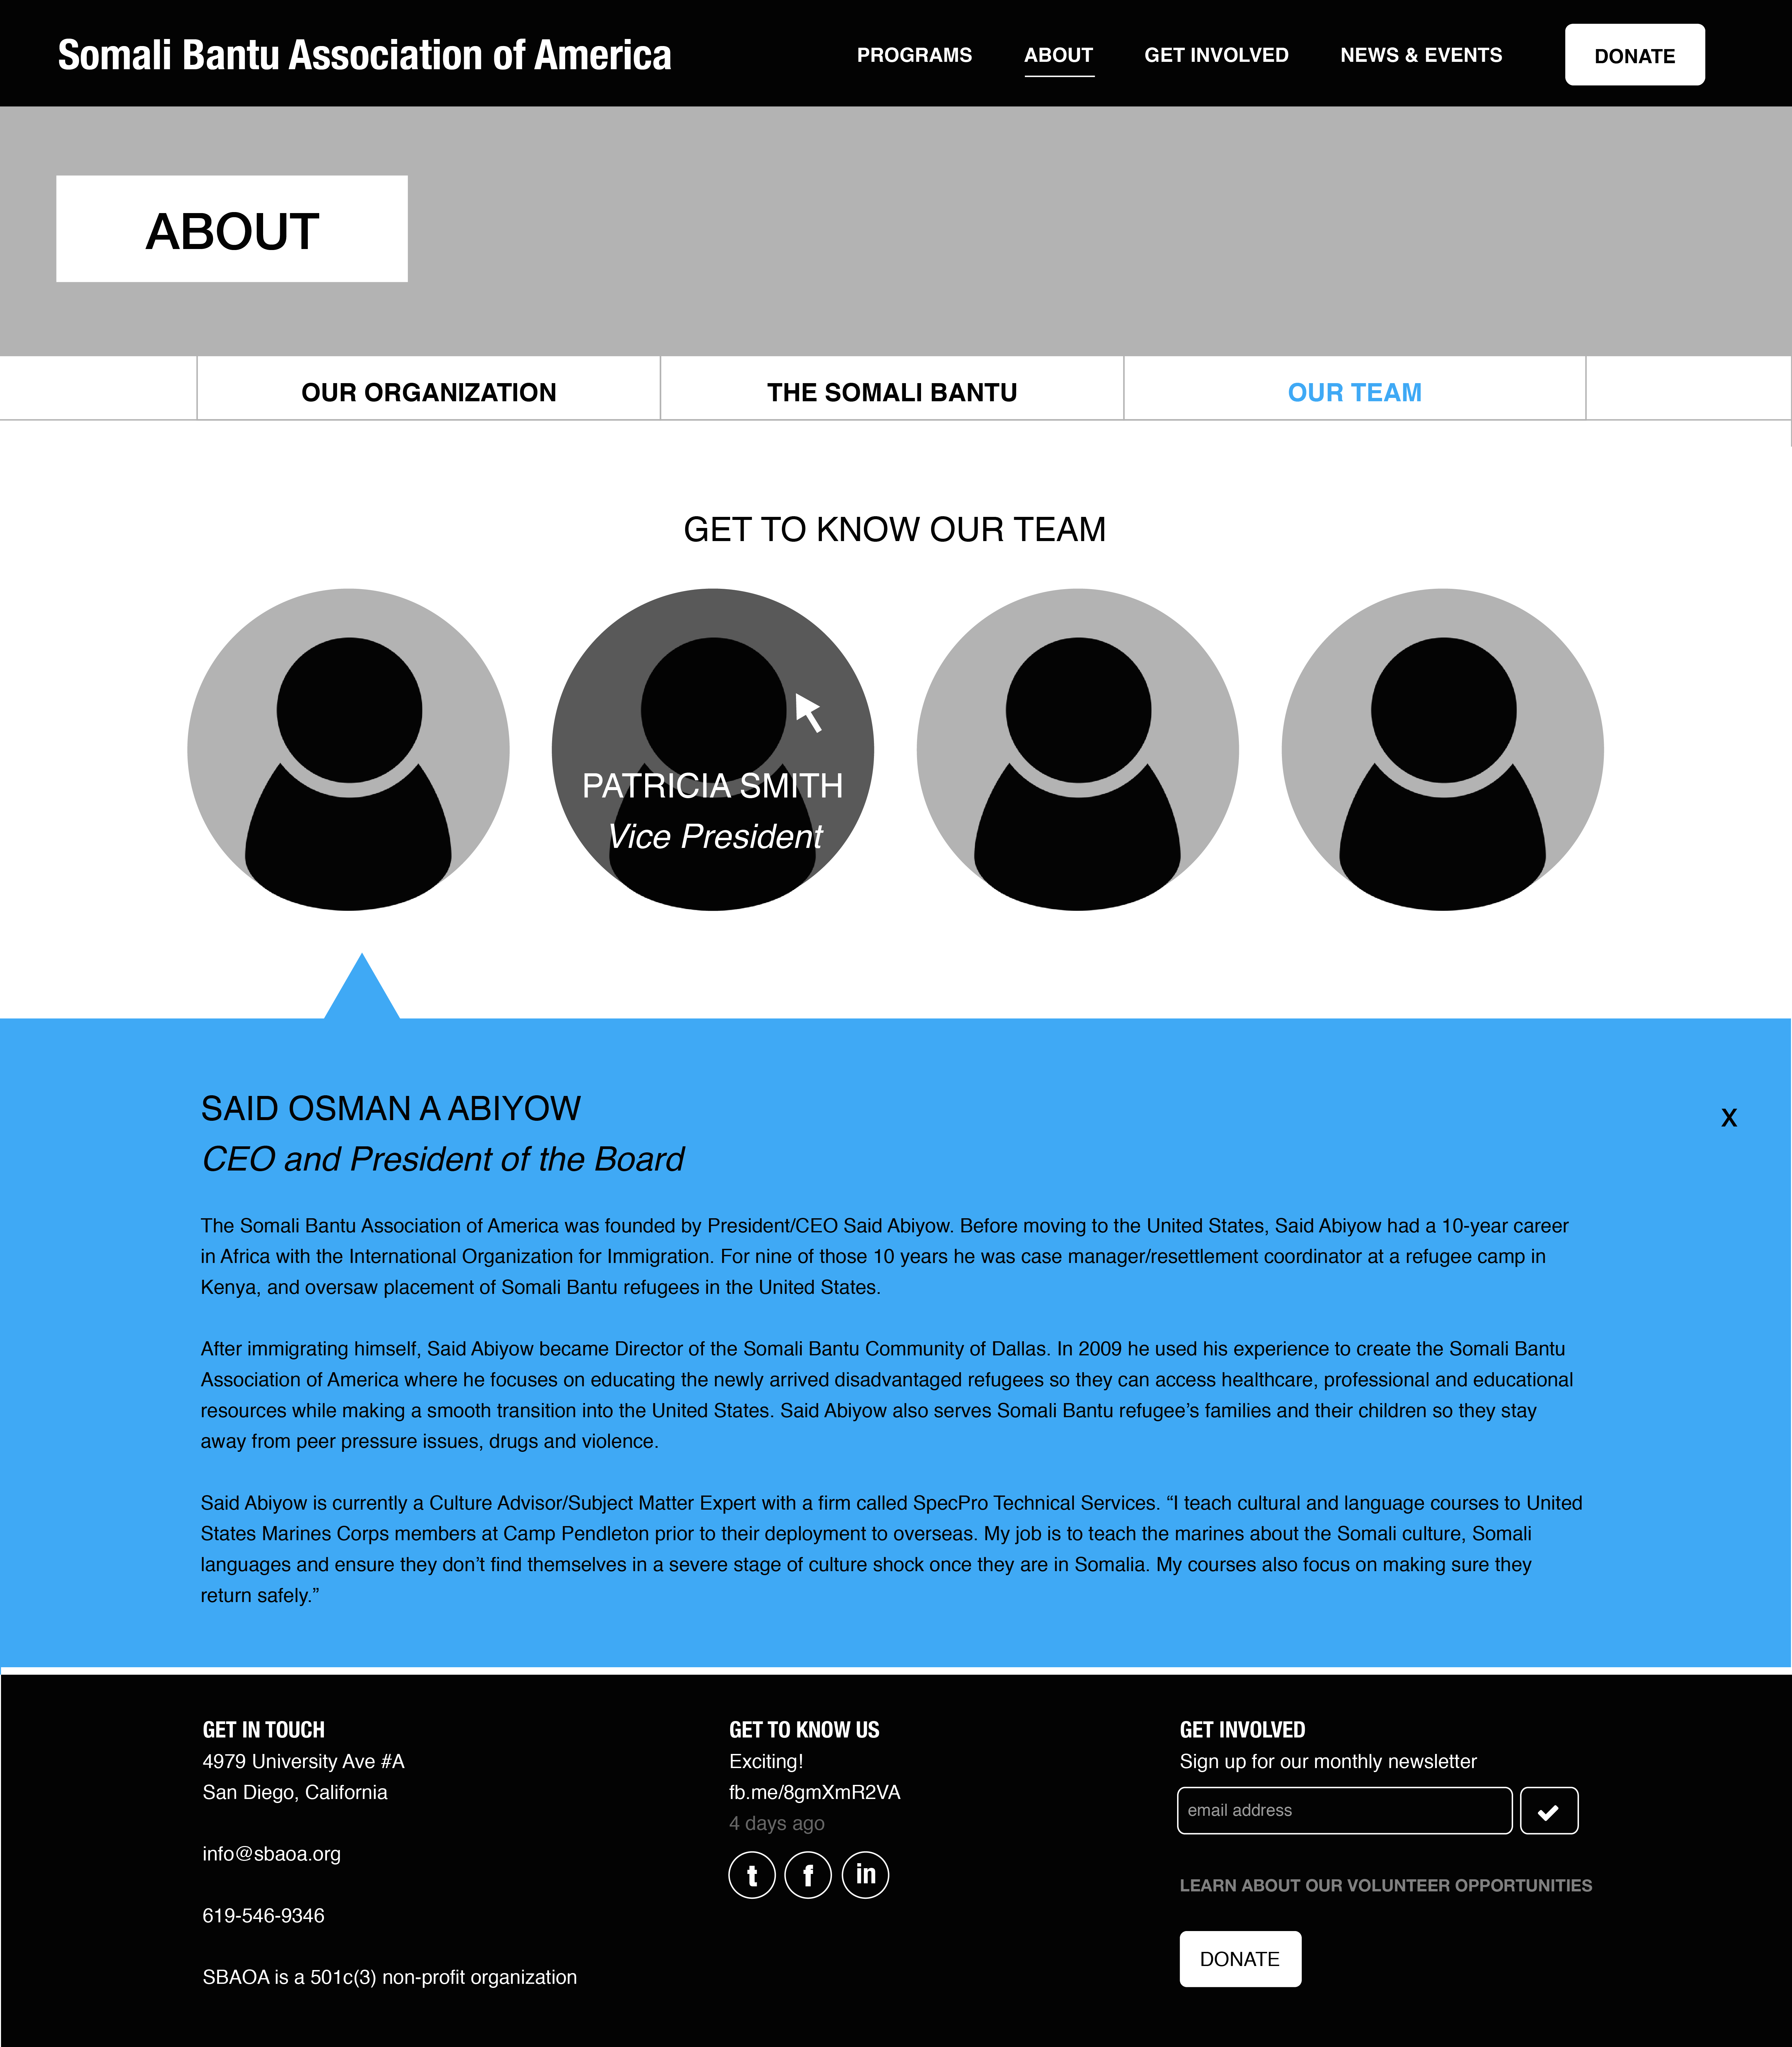 Somali Bantu Association of America
PROGRAMS
ABOUT
GET INVOLVED
NEWS & EVENTS
DONATE
ABOUT
OUR ORGANIZATION
THE SOMALI BANTU
OUR TEAM
GET TO KNOW OUR TEAM
PATRICIA SMITH
Vice President
SAID OSMAN A ABIYOW
X
CEO and President of the Board
The Somali Bantu Association of America was founded by President/CEO Said Abiyow. Before moving to the United States, Said Abiyow had a 10-year career
in Africa with the International Organization for Immigration. For nine of those 10 years he was case manager/resettlement coordinator at a refugee camp in
Kenya, and oversaw placement of Somali Bantu refugees in the United States.
After immigrating himself, Said Abiyow became Director of the Somali Bantu Community of Dallas. In 2009 he used his experience to create the Somali Bantu
Association of America where he focuses on educating the newly arrived disadvantaged refugees so they can access healthcare, professional and educational
resources while making a smooth transition into the United States. Said Abiyow also serves Somali Bantu refugee’s families and their children so they stay
away from peer pressure issues, drugs and violence.
Said Abiyow is currently a Culture Advisor/Subject Matter Expert with a firm called SpecPro Technical Services. “I teach cultural and language courses to United
States Marines Corps members at Camp Pendleton prior to their deployment to overseas. My job is to teach the marines about the Somali culture, Somali
languages and ensure they don’t find themselves in a severe stage of culture shock once they are in Somalia. My courses also focus on making sure they
return safely.”
GET IN TOUCH
4979 University Ave #A
San Diego, California
info@sbaoa.org
619-546-9346
SBAOA is a 501c(3) non-profit organization
GET TO KNOW US
Exciting!
fb.me/8gmXmR2VA
4 days ago
t f in
GET INVOLVED
Sign up for our monthly newsletter
email address
LEARN ABOUT OUR VOLUNTEER OPPORTUNITIES
DONATE